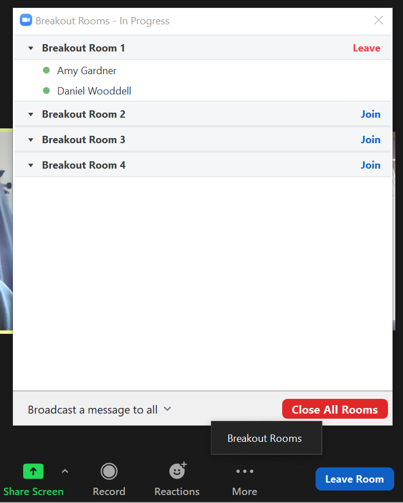 Breakout Rooms - In Progress
Breakout Room 1 Leave
Amy Gardner
Daniel Wooddell
Breakout Room 2 Join
Breakout Room 3 Join
Breakout Room 4 Join
Broadcast a message to all Close All Rooms
Breakout Rooms
Share Screen Record Reactions More Leave Room